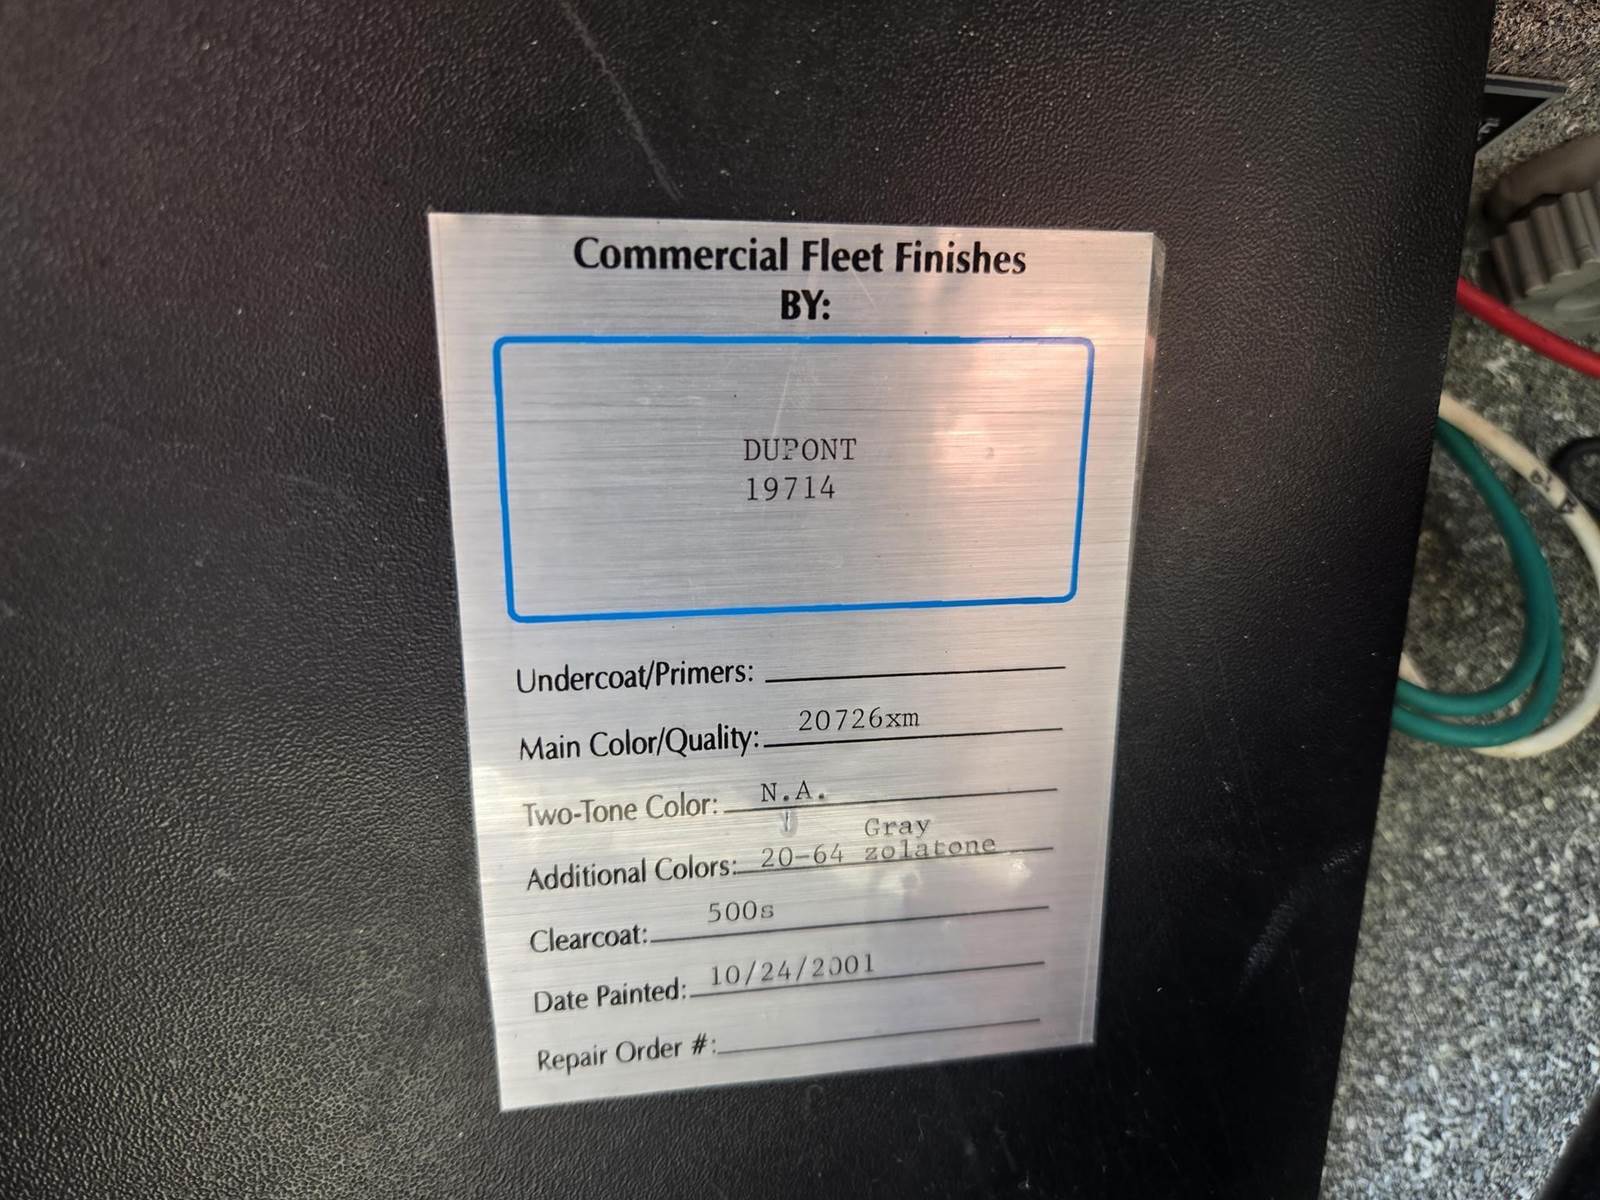 Commercial Fleet Finishes
BY:
DUPONT
19714
Undercoat/Primers:
Main Color/Quality: 20726xm
Two-Tone Color: N.A.
Gray
Additional Colors: 20-64 zolatone
Clearcoat: 500s
Date Painted: 10/24/2001
Repair Order #: